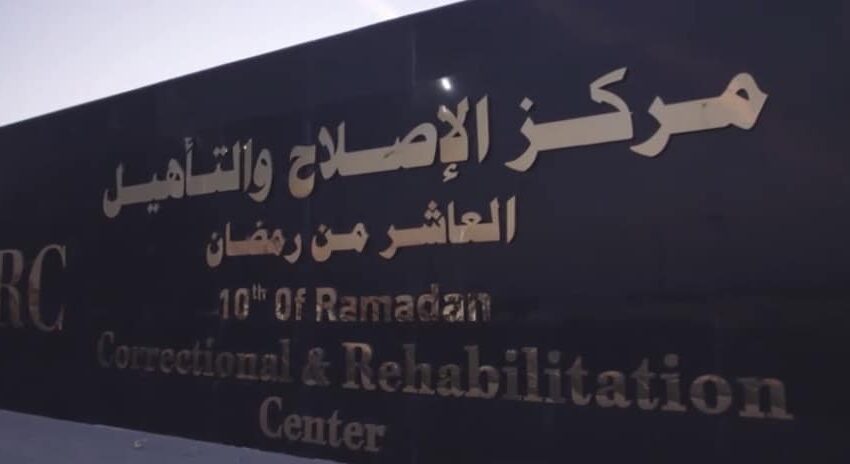 مركز الإصلاح والتأهيل
العاشر من رمضان
10th Of Ramadan
Correctional & Rehabilitation
Center
RC